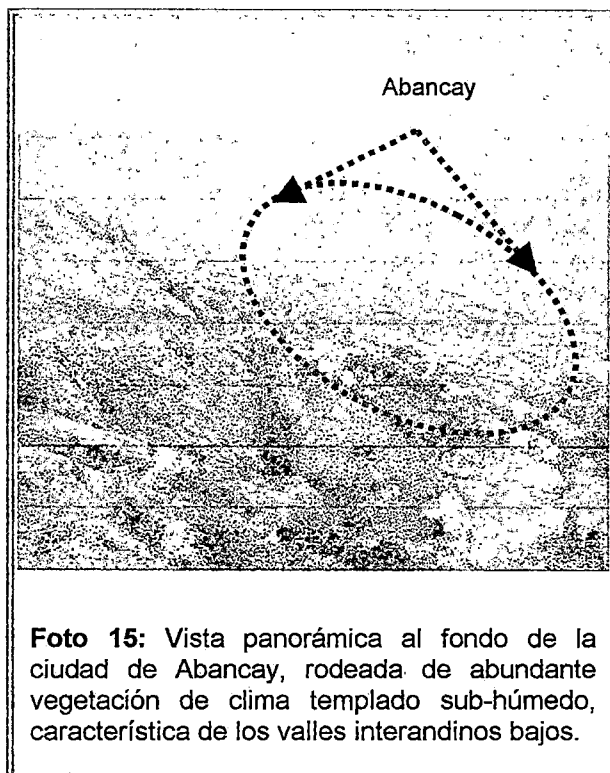 Abancay
Foto 15: Vista panorámica al fondo de la
ciudad de Abancay, rodeada de abundante
vegetación de clima templado sub-húmedo,
característica de los valles interandinos bajos.